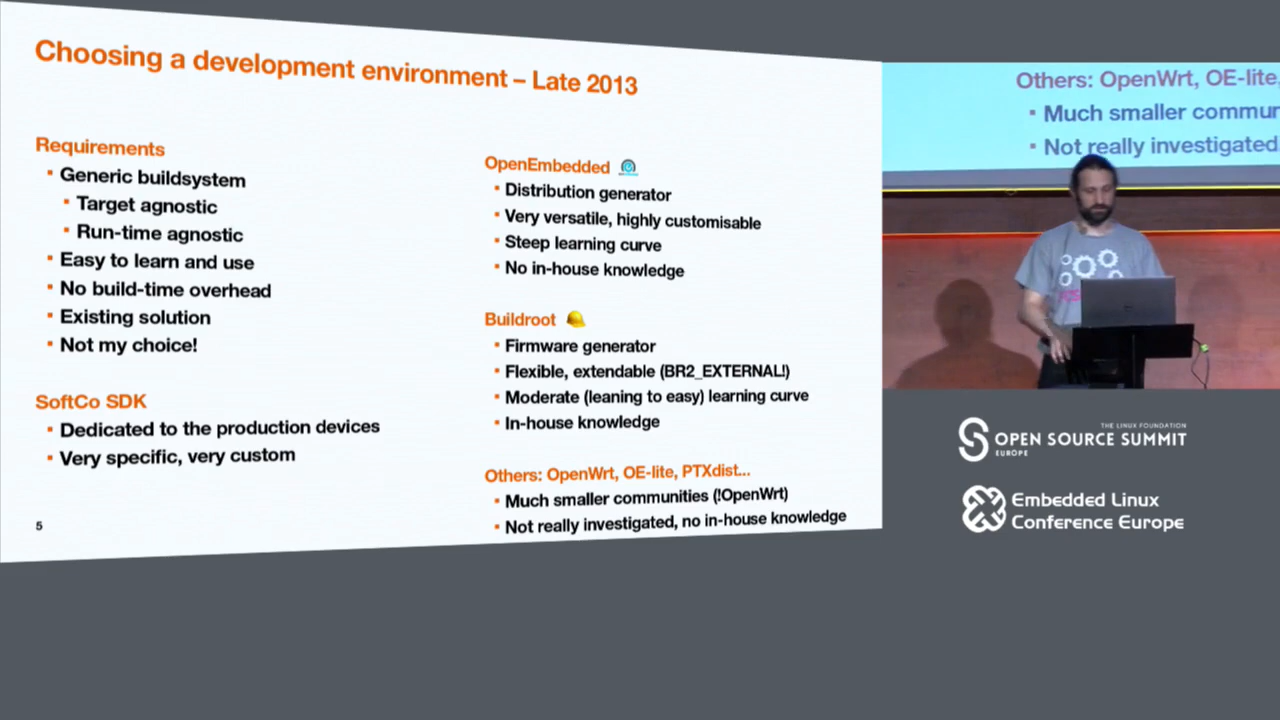 Choosing a development environment – Late 2013
Requirements
Generic buildsystem
Target agnostic
Run-time agnostic
Easy to learn and use
No build-time overhead
Existing solution
Not my choice!
SoftCo SDK
Dedicated to the production devices
Very specific, very custom
5
OpenEmbedded
Distribution generator
Very versatile, highly customisable
Steep learning curve
No in-house knowledge
Buildroot
Firmware generator
Flexible, extendable (BR2_EXTERNAL!)
Moderate (leaning to easy) learning curve
In-house knowledge
Others: OpenWrt, OE-lite, PTXdist...
Much smaller communities (!OpenWrt)
Not really investigated, no in-house knowledge
Others: OpenWrt, OE-lite,
Much smaller commun
Not really investigated
THE LINUX FOUNDATION
OPEN SOURCE SUMMIT
EUROPE
Embedded Linux
Conference Europe